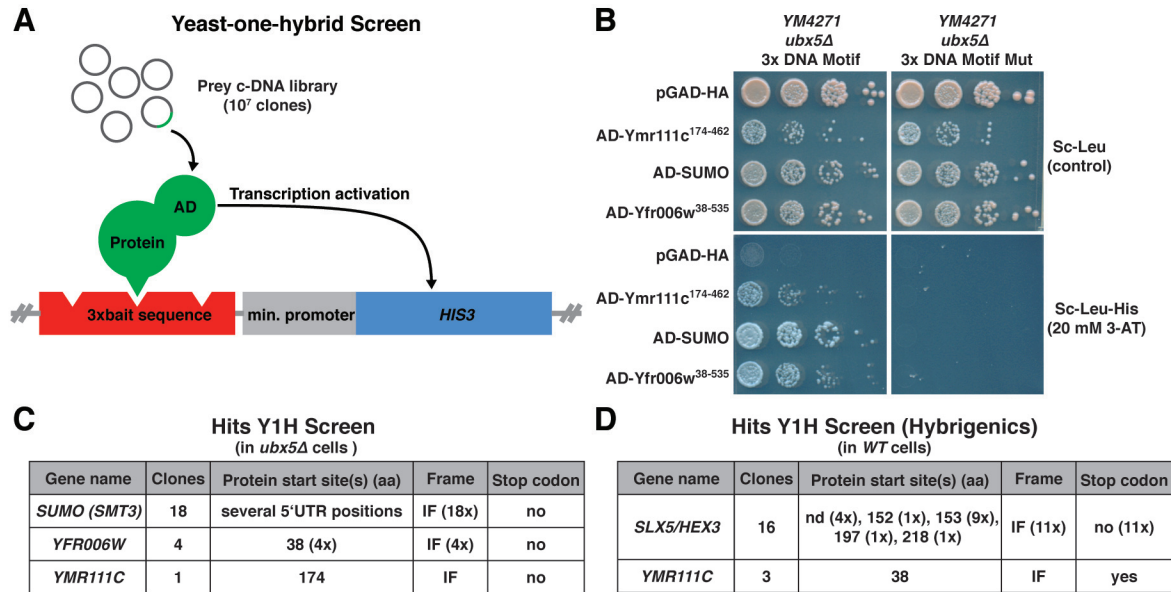 A
Yeast-one-hybrid Screen
Prey c-DNA library
(10⁷ clones)
AD
Protein
Transcription activation
3xbait sequence
min. promoter
HIS3
B
YM4271
ubx5Δ
3x DNA Motif
YM4271
ubx5Δ
3x DNA Motif Mut
pGAD-HA
AD-Ymr111c¹⁷⁴⁻⁴⁶²
AD-SUMO
AD-Yfr006w³⁸⁻⁵³⁵
Sc-Leu
(control)
pGAD-HA
AD-Ymr111c¹⁷⁴⁻⁴⁶²
AD-SUMO
AD-Yfr006w³⁸⁻⁵³⁵
Sc-Leu-His
(20 mM 3-AT)
C
Hits Y1H Screen
(in ubx5Δ cells )
Gene name Clones Protein start site(s) (aa) Frame Stop codon
SUMO (SMT3) 18 several 5‘UTR positions IF (18x) no
YFR006W 4 38 (4x) IF (4x) no
YMR111C 1 174 IF no
D
Hits Y1H Screen (Hybrigenics)
(in WT cells)
Gene name Clones Protein start site(s) (aa) Frame Stop codon
SLX5/HEX3 16 nd (4x), 152 (1x), 153 (9x), IF (11x) no (11x)
197 (1x), 218 (1x)
YMR111C 3 38 IF yes